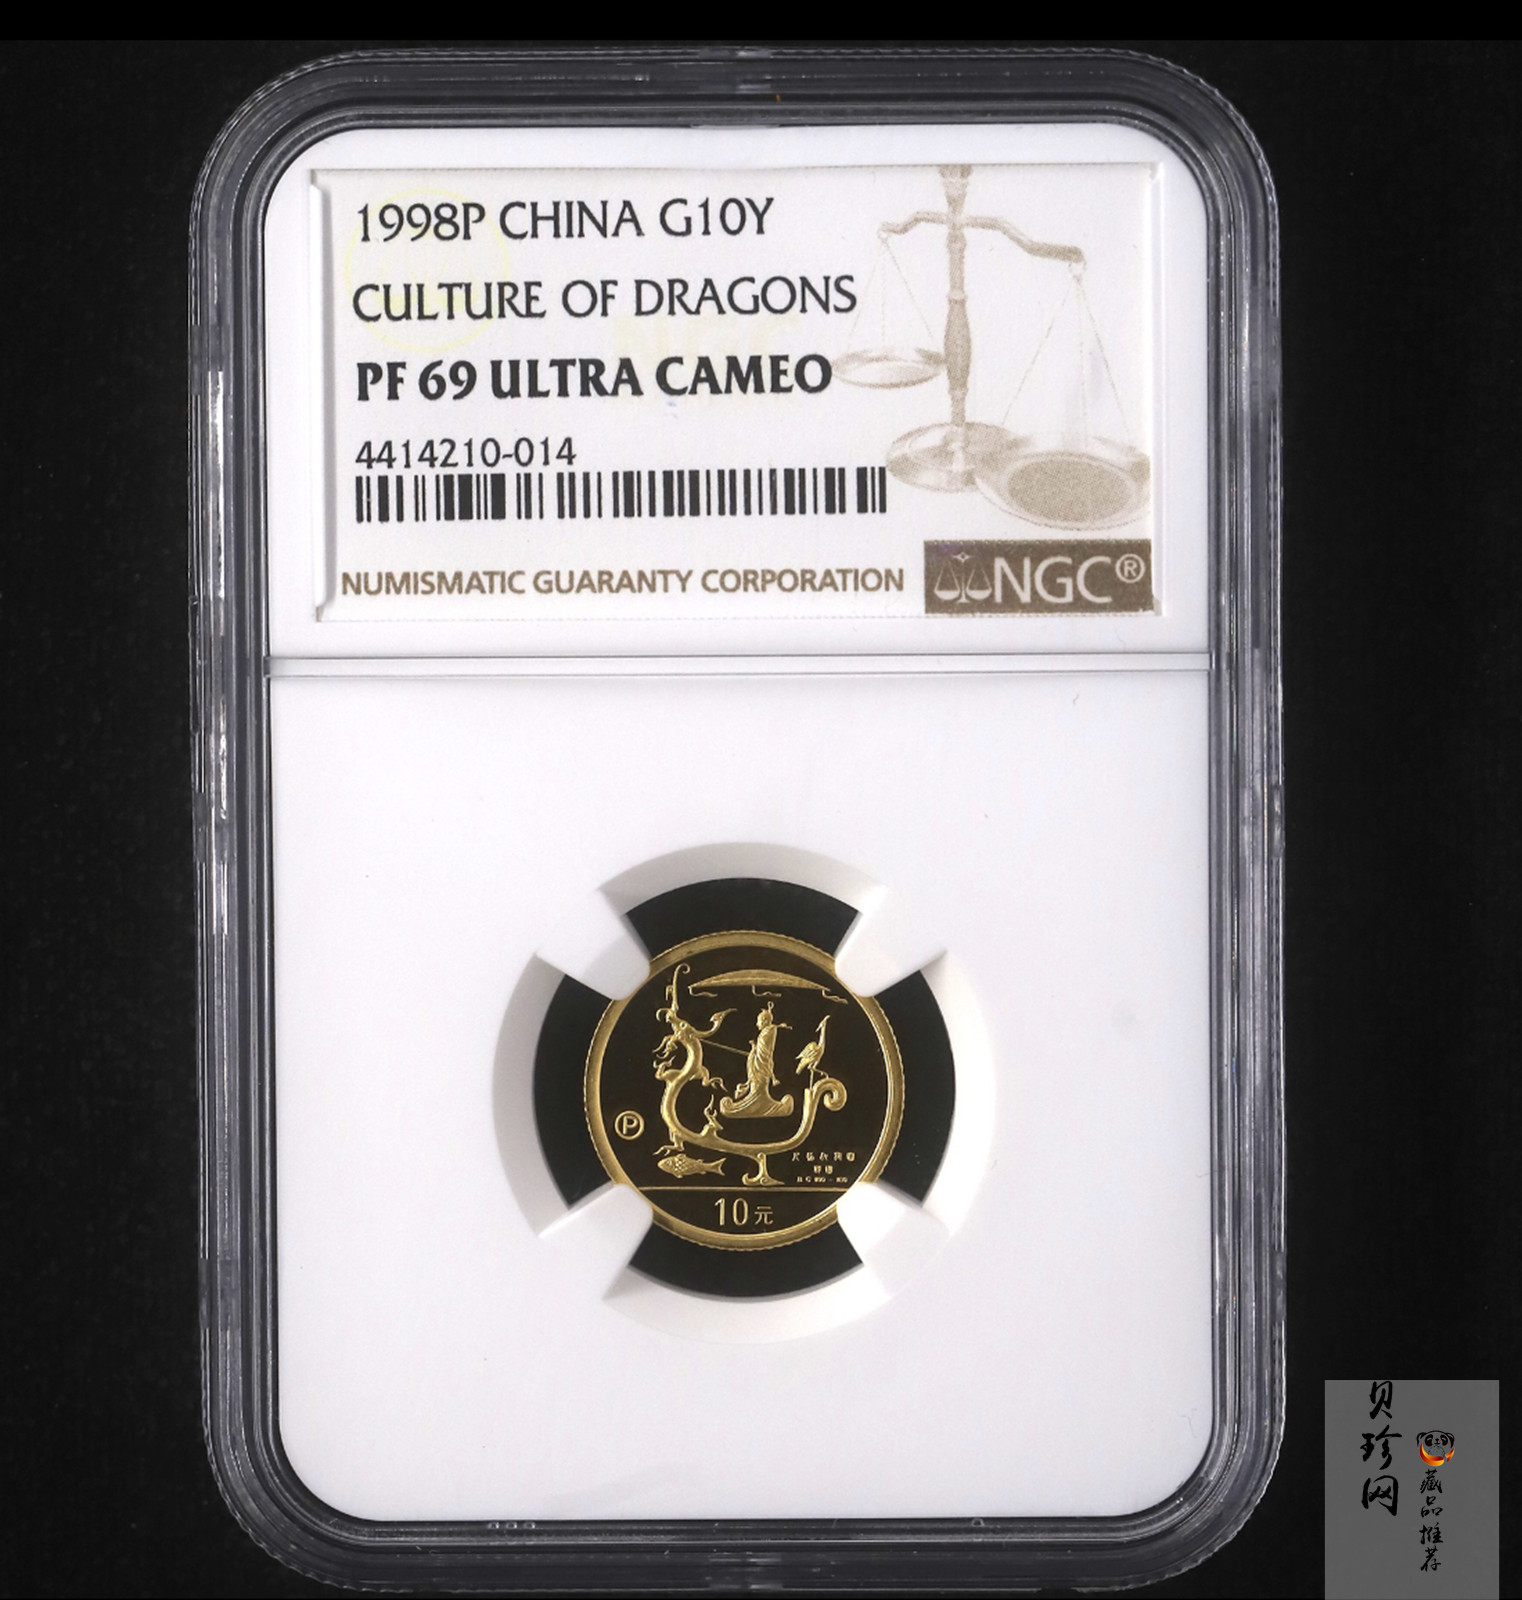 1998P CHINA G10Y
CULTURE OF DRAGONS
PF 69 ULTRA CAMEO
4414210-014
NUMISMATIC GUARANTY CORPORATION
NGC®
P
10元
贝珍网
藏品推荐